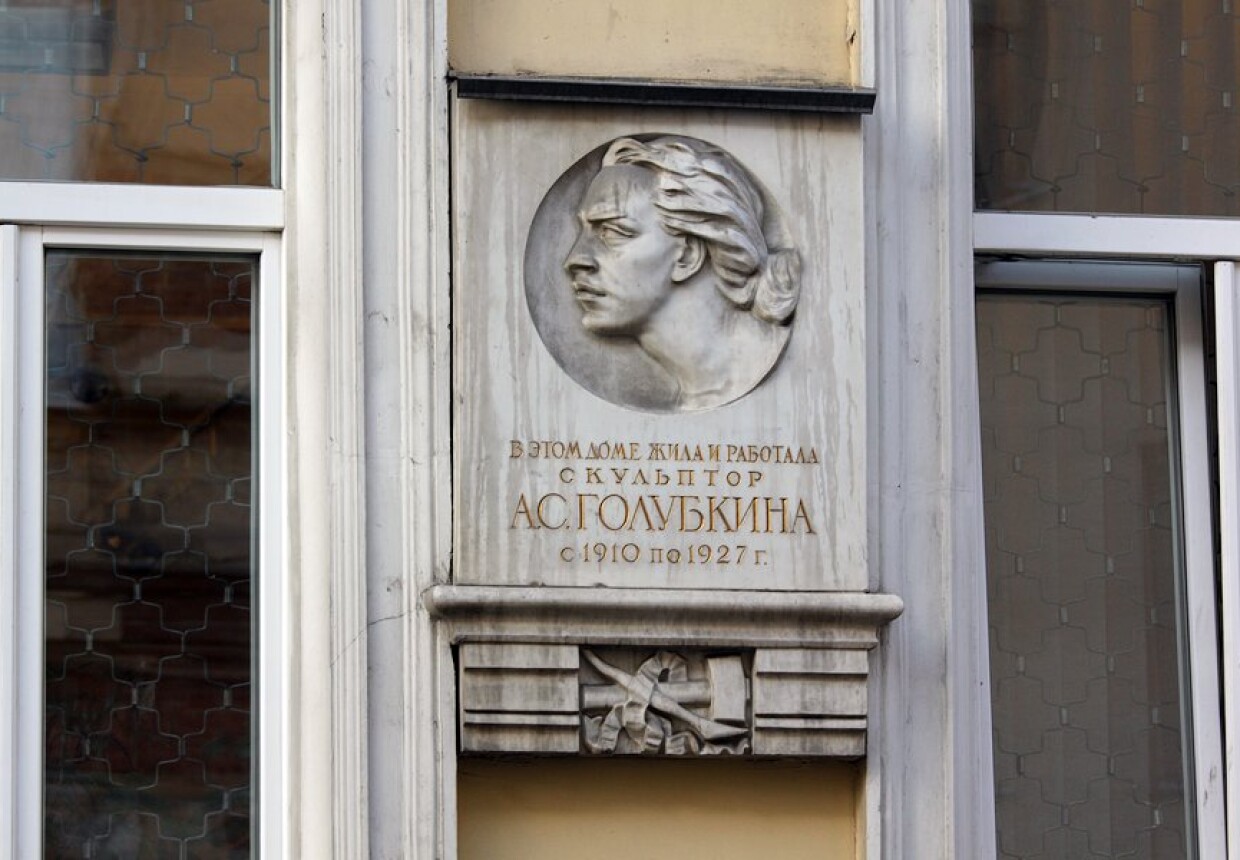 В ЭТОМ ДОМЕ ЖИЛА И РАБОТАЛА
СКУЛЬПТОР
А.С. ГОЛУБКИНА
с 1910 по 1927 г.